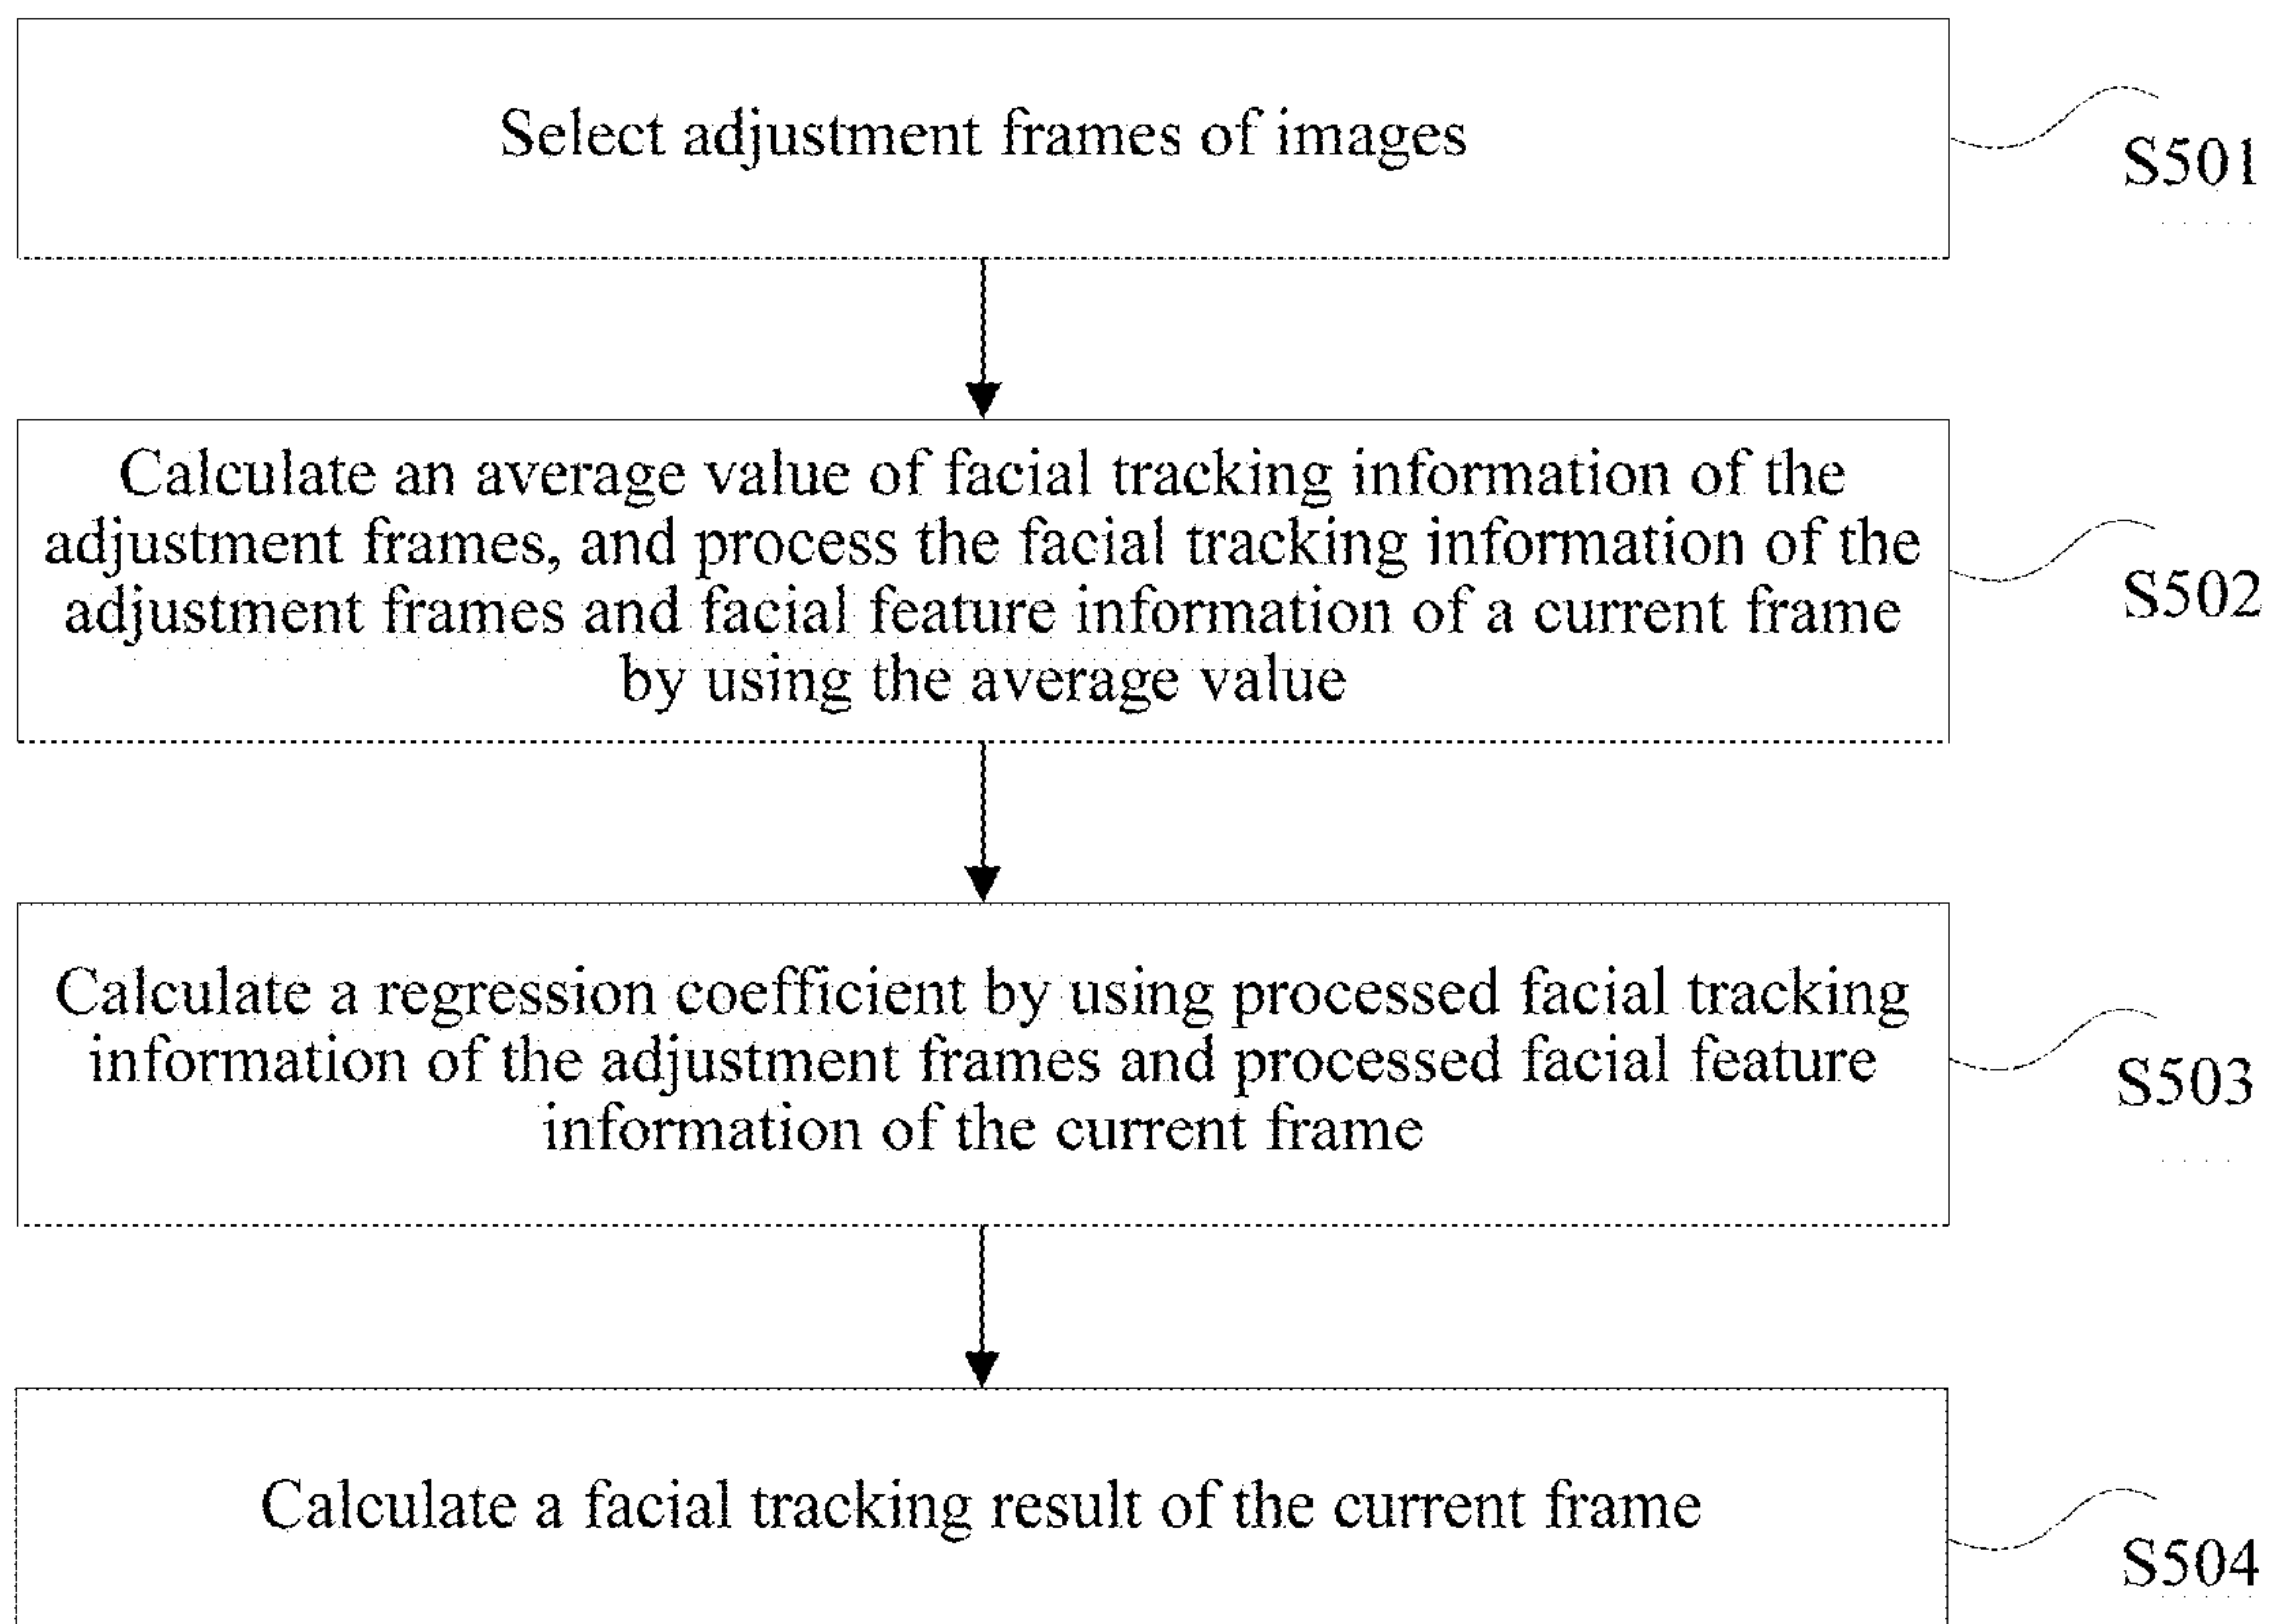 Select adjustment frames of images
S501
Calculate an average value of facial tracking information of the
adjustment frames, and process the facial tracking information of the
adjustment frames and facial feature information of a current frame
by using the average value
S502
Calculate a regression coefficient by using processed facial tracking
information of the adjustment frames and processed facial feature
information of the current frame
S503
Calculate a facial tracking result of the current frame
S504